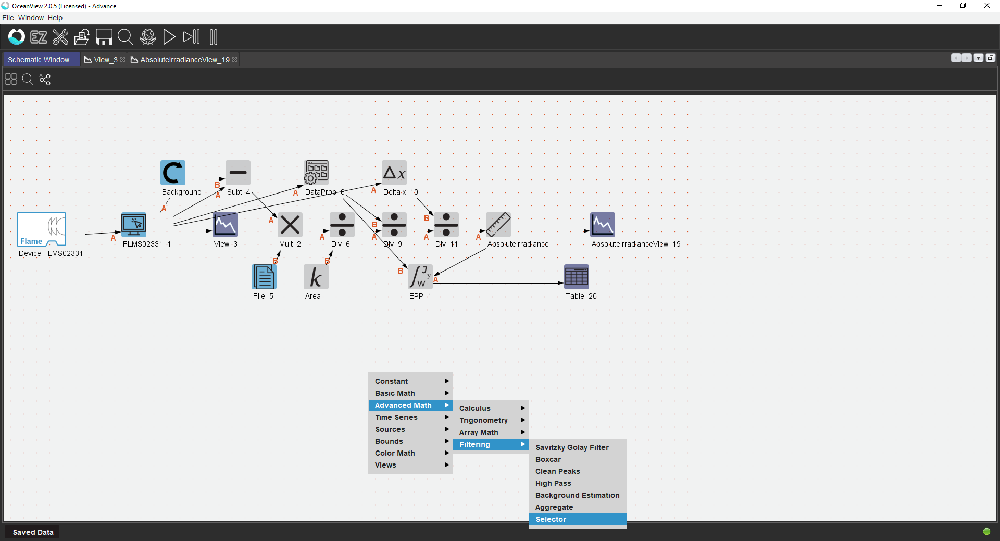 OceanView 2.0.5 (Licensed) - Advance
File Window Help
EZ
Schematic Window
View_3
AbsoluteIrradianceView_19
Background
B
A
Subt_4
A
DataProp_8
A
Δx
Delta x_10
A
Flame
Device:FLMS02331
A
FLMS02331_1
View_3
A
Mult_2
A
Div_6
B
A
Div_9
B
A
Div_11
A
AbsoluteIrradiance
AbsoluteIrradianceView_19
B
File_5
B
k
Area
B
∫ J y W
A
EPP_1
Table_20
Constant
Basic Math
Advanced Math
Time Series
Sources
Bounds
Color Math
Views
Calculus
Trigonometry
Array Math
Filtering
Savitzky Golay Filter
Boxcar
Clean Peaks
High Pass
Background Estimation
Aggregate
Selector
Saved Data